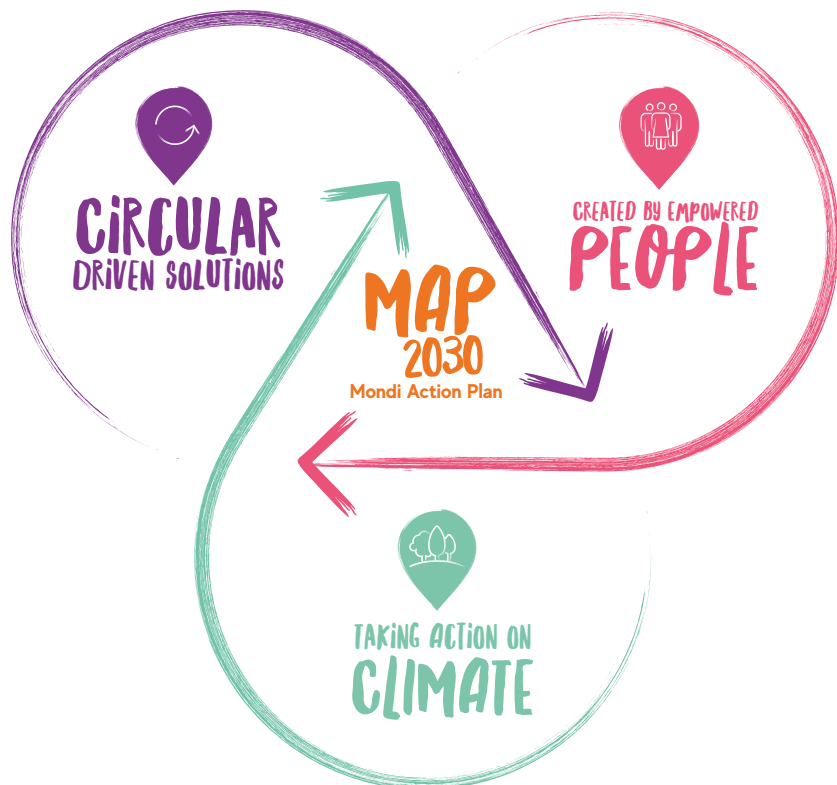 CiRCULAR
DRiVEN SOLUTiONS
CREATED BY EMPOWERED
PEOPLE
MAP
2030
Mondi Action Plan
TAKiNG ACTiON ON
CLIMATE